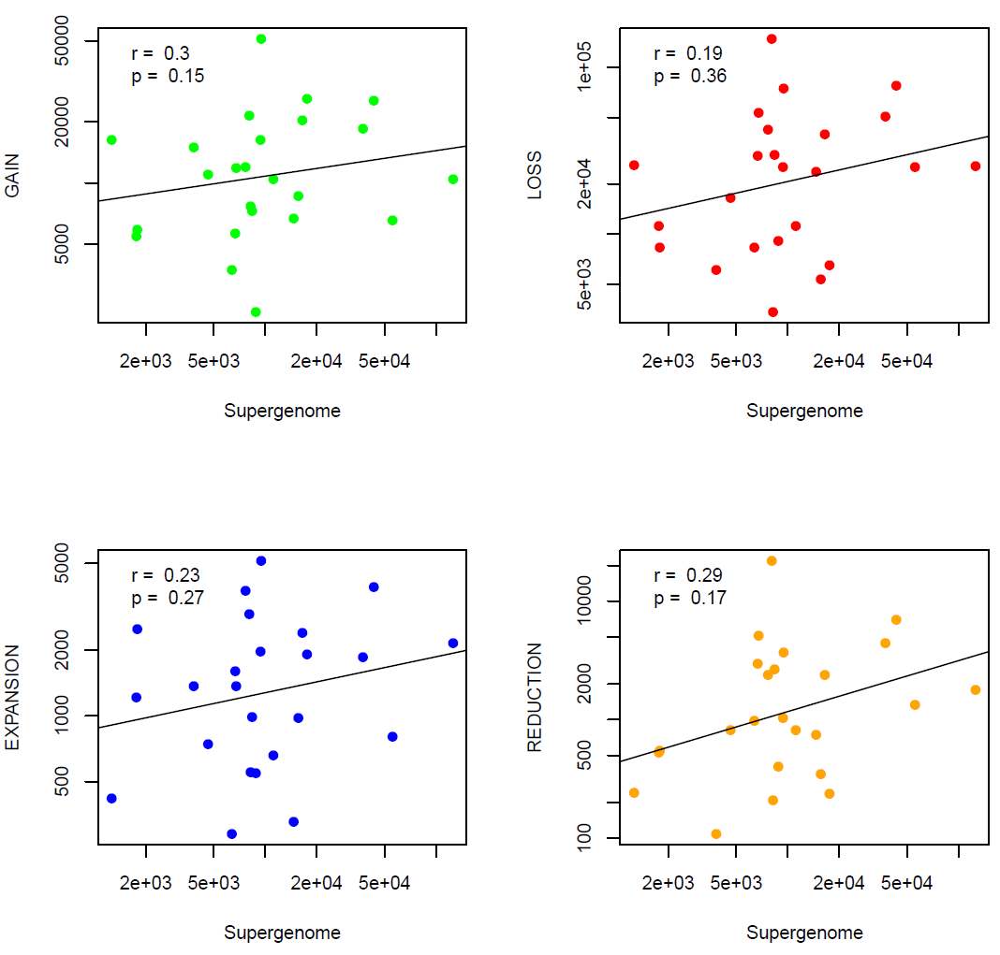 GAIN
r = 0.3
p = 0.15
50000
20000
5000
2e+03 5e+03 2e+04 5e+04
Supergenome
LOSS
r = 0.19
p = 0.36
1e+05
2e+04
5e+03
2e+03 5e+03 2e+04 5e+04
Supergenome
EXPANSION
r = 0.23
p = 0.27
5000
2000
1000
500
2e+03 5e+03 2e+04 5e+04
Supergenome
REDUCTION
r = 0.29
p = 0.17
10000
2000
500
100
2e+03 5e+03 2e+04 5e+04
Supergenome